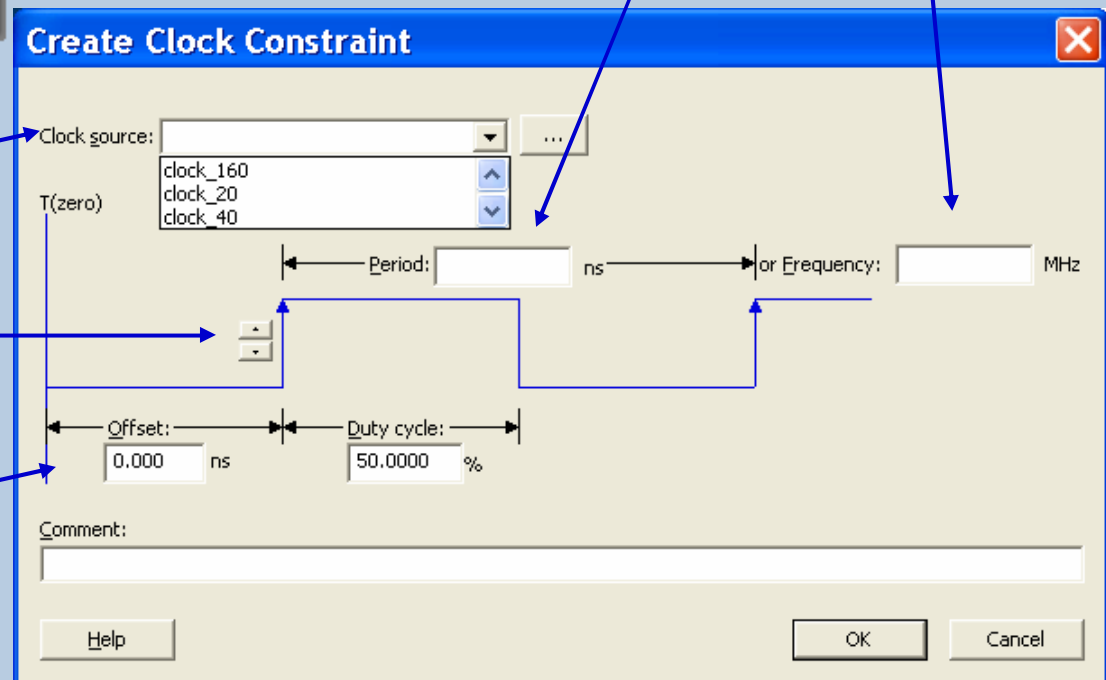 Create Clock Constraint
Clock source:
...
clock_160
clock_20
clock_40
T(zero)
Period: ns or Frequency: MHz
Offset: Duty cycle:
0.000 ns 50.0000 %
Comment:
Help OK Cancel